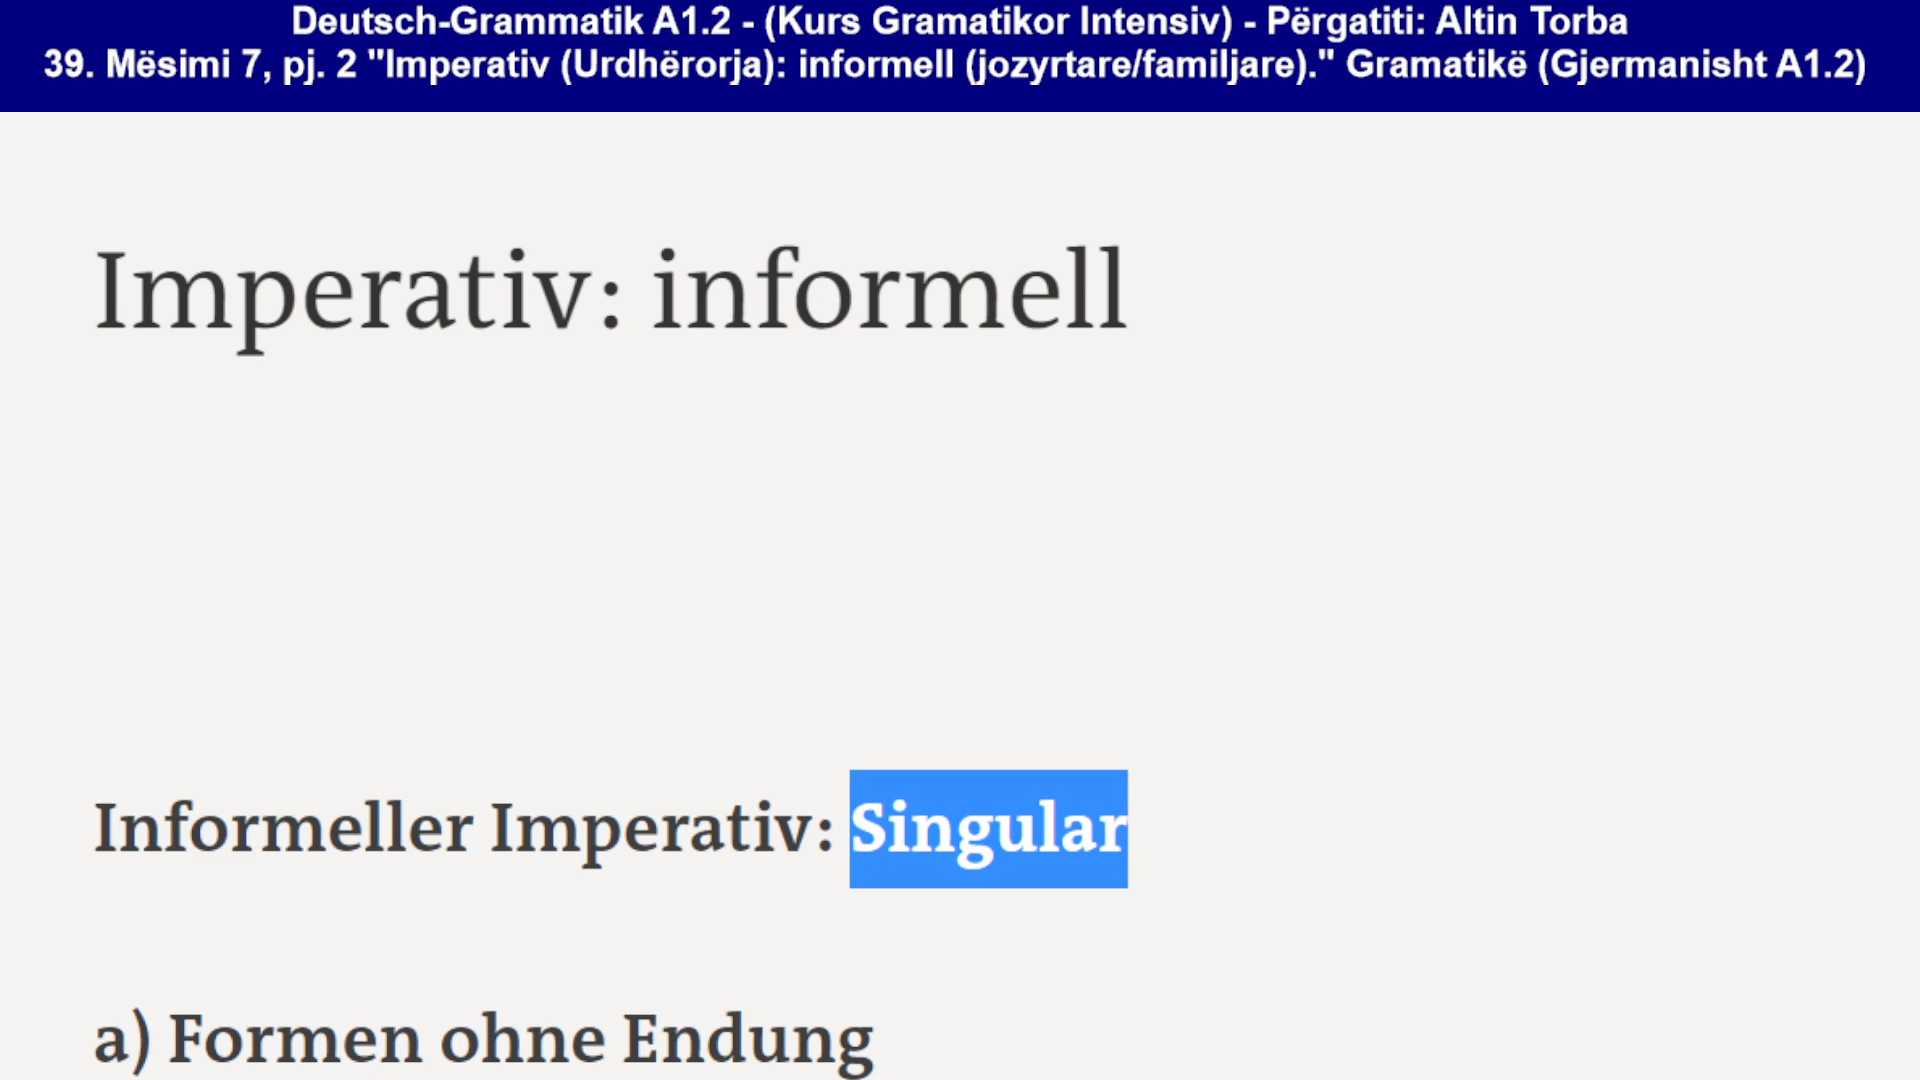 Deutsch-Grammatik A1.2 - (Kurs Gramatikor Intensiv) - Përgatiti: Altin Torba
39. Mësimi 7, pj. 2 "Imperativ (Urdhërorja): informell (jozyrtare/familjare)." Gramatikë (Gjermanisht A1.2)
Imperativ: informell
Informeller Imperativ: Singular
a) Formen ohne Endung